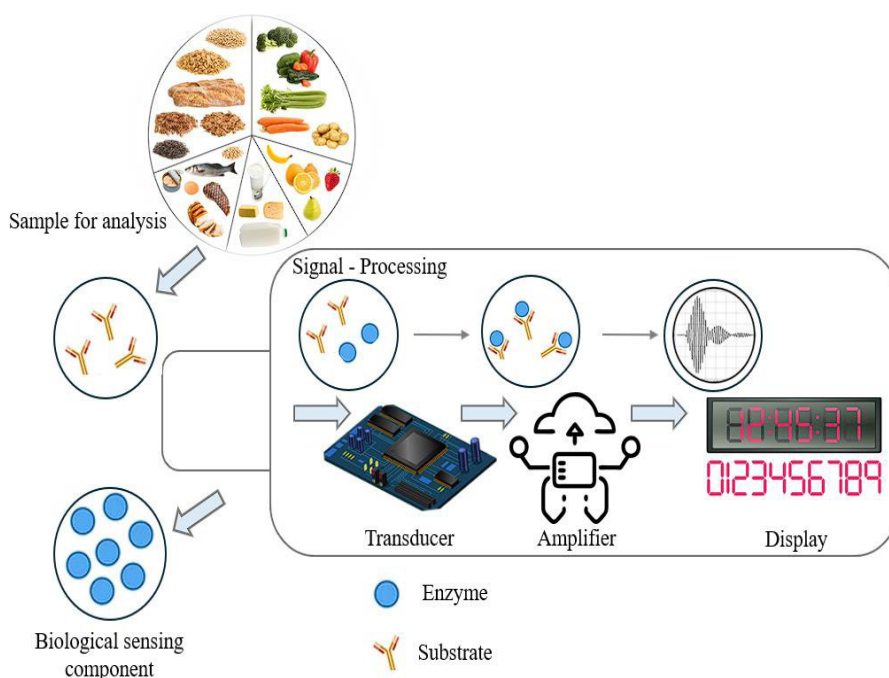 Sample for analysis
Signal - Processing
12:45:37
0123456789
Transducer
Amplifier
Display
Enzyme
Biological sensing
component
Substrate